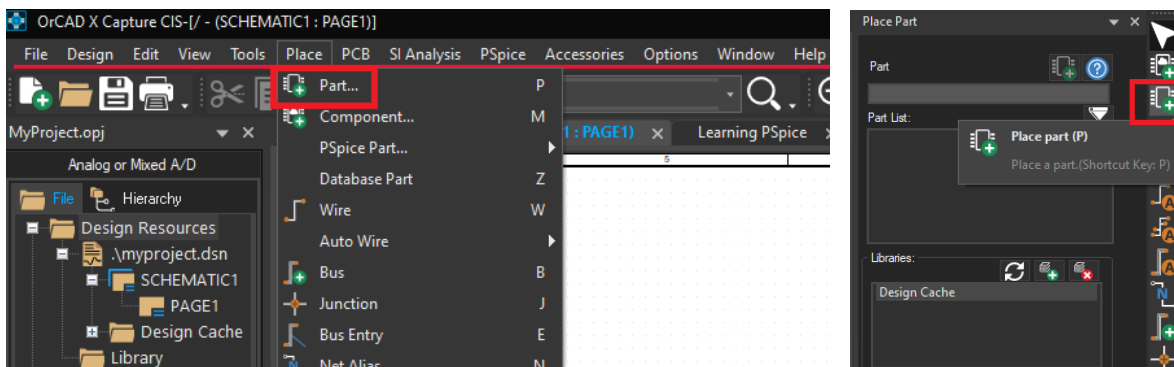 OrCAD X Capture CIS-[/ - (SCHEMATIC1 : PAGE1)]
File Design Edit View Tools Place PCB SI Analysis PSpice Accessories Options Window Help
Part... P
Component... M
PSpice Part...
Database Part Z
Wire W
Auto Wire
Bus B
Junction J
Bus Entry E
Net Alias N
MyProject.opj
1 : PAGE1)
Learning PSpice
5
Analog or Mixed A/D
File Hierarchy
Design Resources
.\myproject.dsn
SCHEMATIC1
PAGE1
Design Cache
Library
Place Part
Part
Part List:
Place part (P)
Place a part.(Shortcut Key: P)
Libraries:
Design Cache